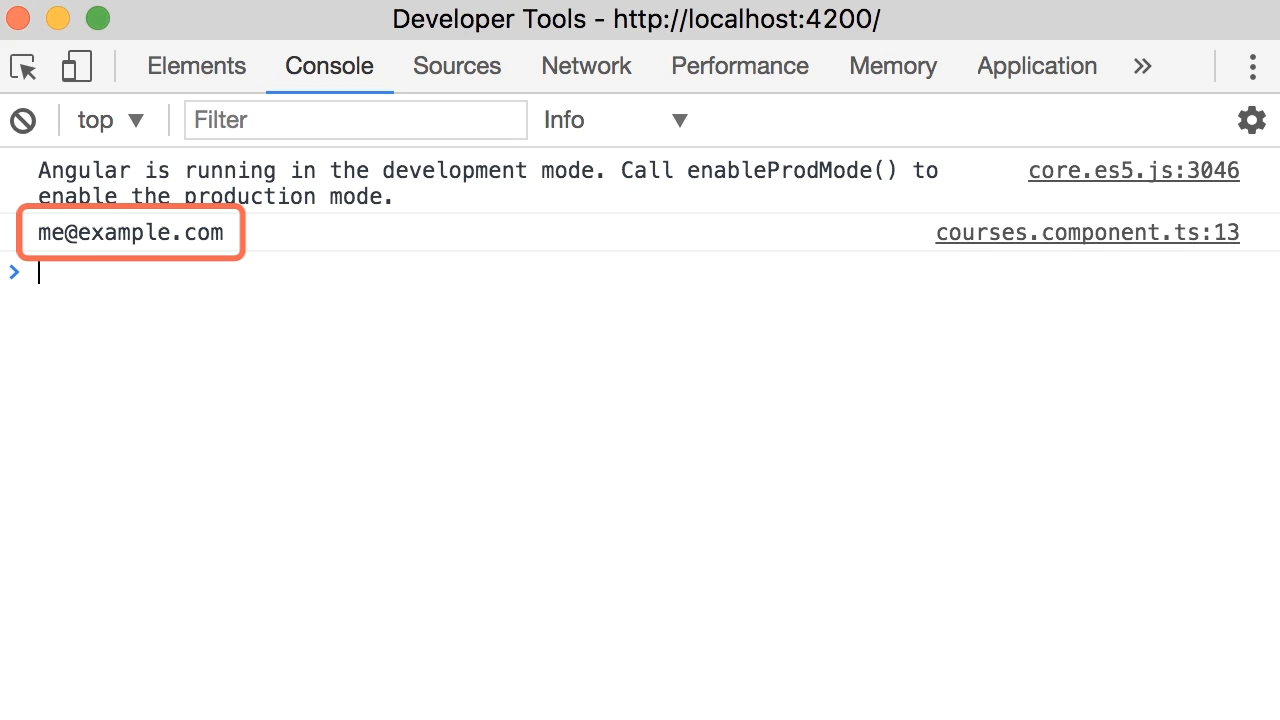 Developer Tools - http://localhost:4200/
Elements Console Sources Network Performance Memory Application »
top ▼ Filter Info ▼
Angular is running in the development mode. Call enableProdMode() to core.es5.js:3046
enable the production mode.
me@example.com courses.component.ts:13
>